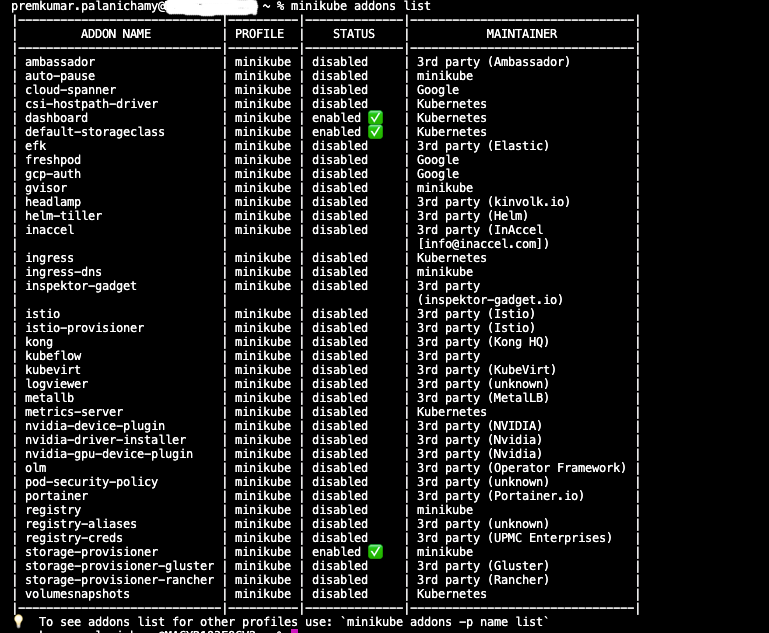 premkumar.palanichamy@ ~ % minikube addons list
|-----------------------------|----------|--------------|--------------------------------|
| ADDON NAME | PROFILE | STATUS | MAINTAINER |
|-----------------------------|----------|--------------|--------------------------------|
| ambassador | minikube | disabled | 3rd party (Ambassador) |
| auto-pause | minikube | disabled | minikube |
| cloud-spanner | minikube | disabled | Google |
| csi-hostpath-driver | minikube | disabled | Kubernetes |
| dashboard | minikube | enabled ✅ | Kubernetes |
| default-storageclass | minikube | enabled ✅ | Kubernetes |
| efk | minikube | disabled | 3rd party (Elastic) |
| freshpod | minikube | disabled | Google |
| gcp-auth | minikube | disabled | Google |
| gvisor | minikube | disabled | minikube |
| headlamp | minikube | disabled | 3rd party (kinvolk.io) |
| helm-tiller | minikube | disabled | 3rd party (Helm) |
| inaccel | minikube | disabled | 3rd party (InAccel |
| | | | [info@inaccel.com]) |
| ingress | minikube | disabled | Kubernetes |
| ingress-dns | minikube | disabled | minikube |
| inspektor-gadget | minikube | disabled | 3rd party |
| | | | (inspektor-gadget.io) |
| istio | minikube | disabled | 3rd party (Istio) |
| istio-provisioner | minikube | disabled | 3rd party (Istio) |
| kong | minikube | disabled | 3rd party (Kong HQ) |
| kubeflow | minikube | disabled | 3rd party |
| kubevirt | minikube | disabled | 3rd party (KubeVirt) |
| logviewer | minikube | disabled | 3rd party (unknown) |
| metallb | minikube | disabled | 3rd party (MetalLB) |
| metrics-server | minikube | disabled | Kubernetes |
| nvidia-device-plugin | minikube | disabled | 3rd party (NVIDIA) |
| nvidia-driver-installer | minikube | disabled | 3rd party (Nvidia) |
| nvidia-gpu-device-plugin | minikube | disabled | 3rd party (Nvidia) |
| olm | minikube | disabled | 3rd party (Operator Framework) |
| pod-security-policy | minikube | disabled | 3rd party (unknown) |
| portainer | minikube | disabled | 3rd party (Portainer.io) |
| registry | minikube | disabled | minikube |
| registry-aliases | minikube | disabled | 3rd party (unknown) |
| registry-creds | minikube | disabled | 3rd party (UPMC Enterprises) |
| storage-provisioner | minikube | enabled ✅ | minikube |
| storage-provisioner-gluster | minikube | disabled | 3rd party (Gluster) |
| storage-provisioner-rancher | minikube | disabled | 3rd party (Rancher) |
| volumesnapshots | minikube | disabled | Kubernetes |
|-----------------------------|----------|--------------|--------------------------------|
💡 To see addons list for other profiles use: `minikube addons -p name list`